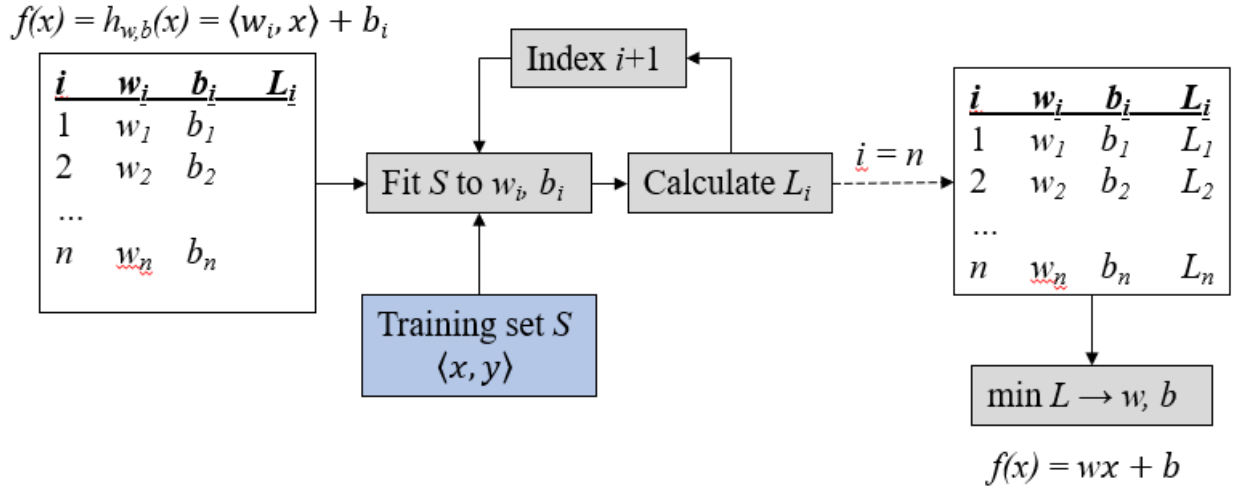 f(x) = h_{w,b}(x) = ⟨w_i, x⟩ + b_i
i w_i b_i L_i
1 w_1 b_1
2 w_2 b_2
...
n w_n b_n
Index i+1
Fit S to w_i, b_i
Calculate L_i
i = n
Training set S
⟨x, y⟩
i w_i b_i L_i
1 w_1 b_1 L_1
2 w_2 b_2 L_2
...
n w_n b_n L_n
min L → w, b
f(x) = wx + b